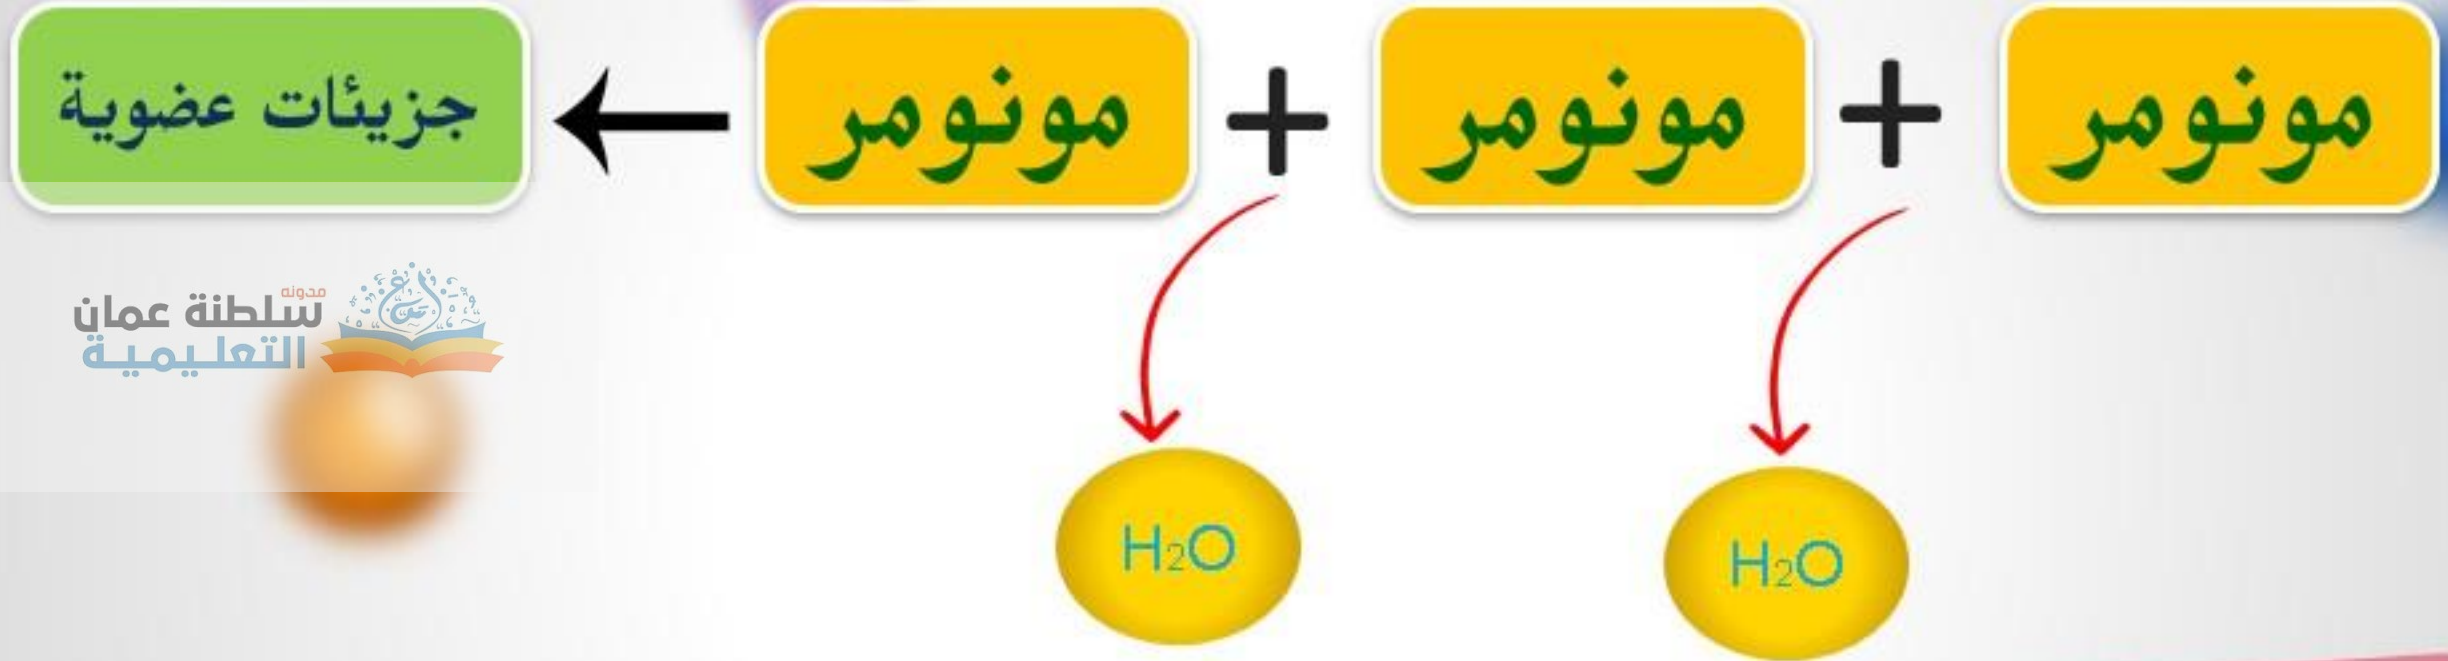 مونومر + مونومر + مونومر ← جزيئات عضوية
H₂O H₂O
مدونه
سلطنة عمان
التعليمية